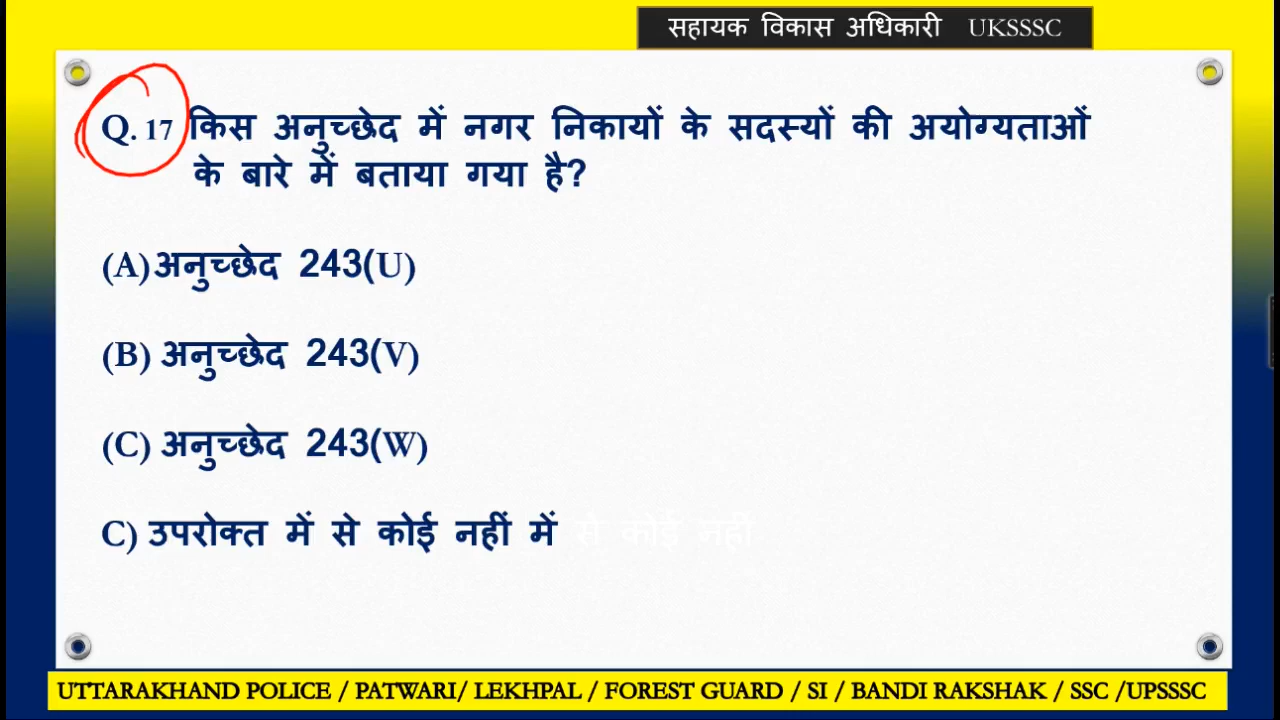 सहायक विकास अधिकारी UKSSSC
Q. 17 किस अनुच्छेद में नगर निकायों के सदस्यों की अयोग्यताओं
के बारे में बताया गया है?
(A)अनुच्छेद 243(U)
(B) अनुच्छेद 243(V)
(C) अनुच्छेद 243(W)
C) उपरोक्त में से कोई नहीं में से कोई नहीं
UTTARAKHAND POLICE / PATWARI/ LEKHPAL / FOREST GUARD / SI / BANDI RAKSHAK / SSC /UPSSSC